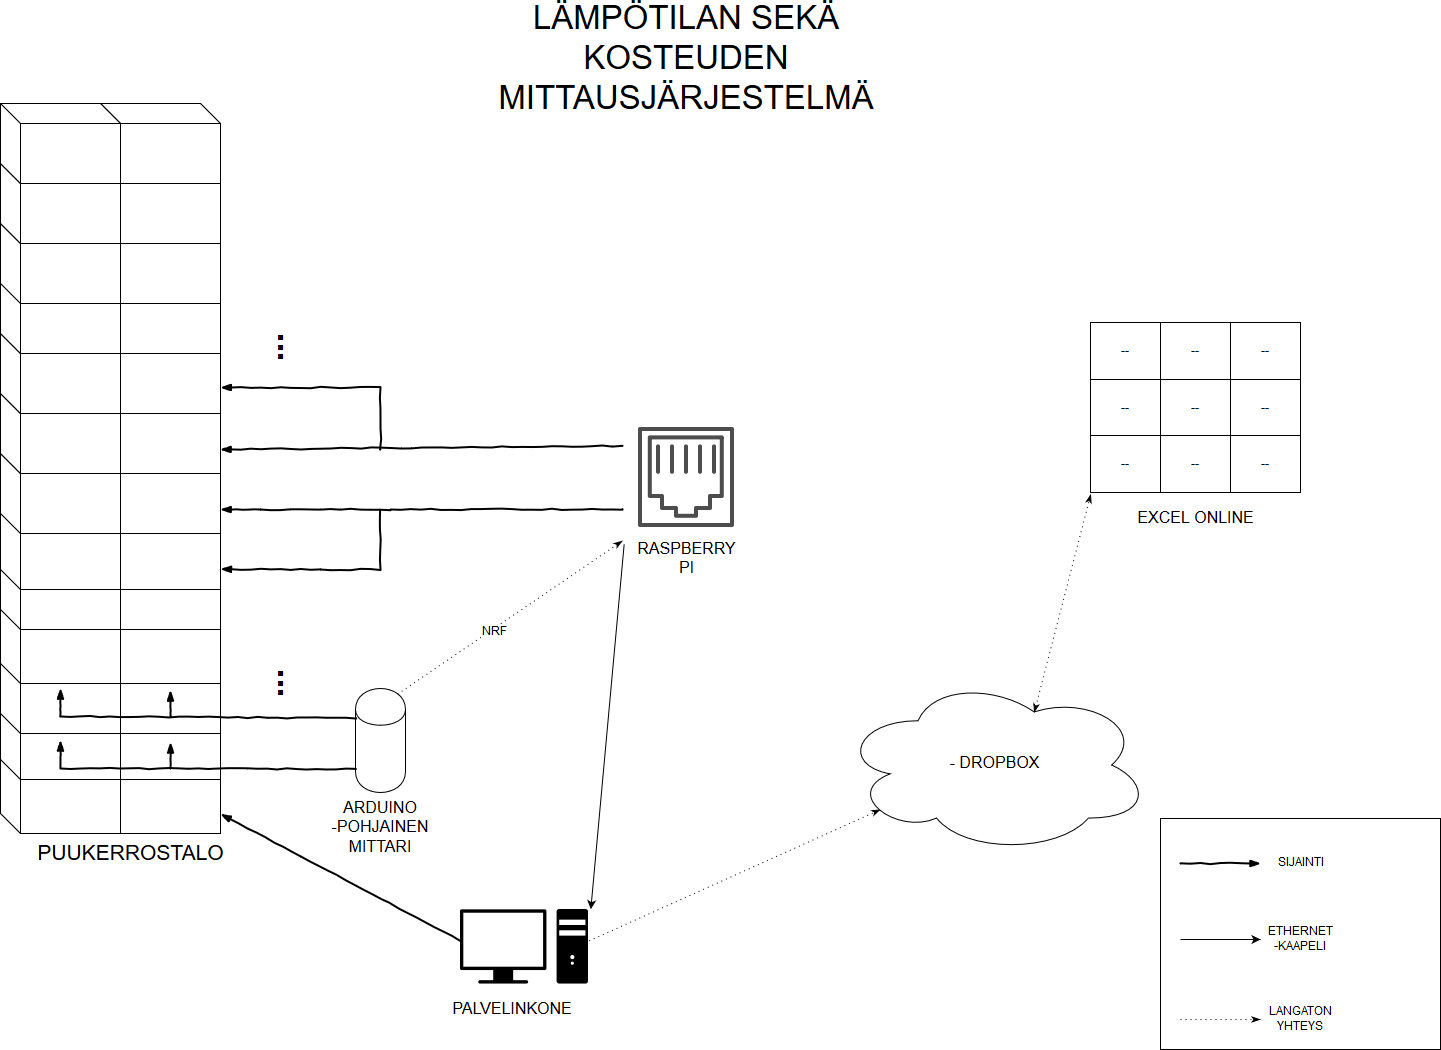 LÄMPÖTILAN SEKÄ
KOSTEUDEN
MITTAUSJÄRJESTELMÄ
-- -- --
-- -- --
-- -- --
EXCEL ONLINE
RASPBERRY
PI
NRF
- DROPBOX
ARDUINO
-POHJAINEN
MITTARI
PUUKERROSTALO
PALVELINKONE
SIJAINTI
ETHERNET
-KAAPELI
LANGATON
YHTEYS